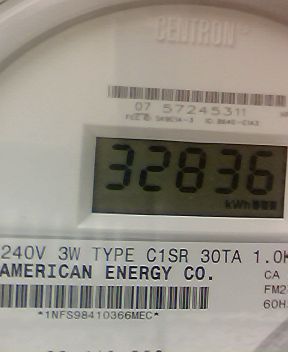 CENTRON
07 57245311
32836
kWh
240V 3W TYPE C1SR 30TA 1.0K
AMERICAN ENERGY CO.
CA
FM2
60H
*1NFS98410366MEC*